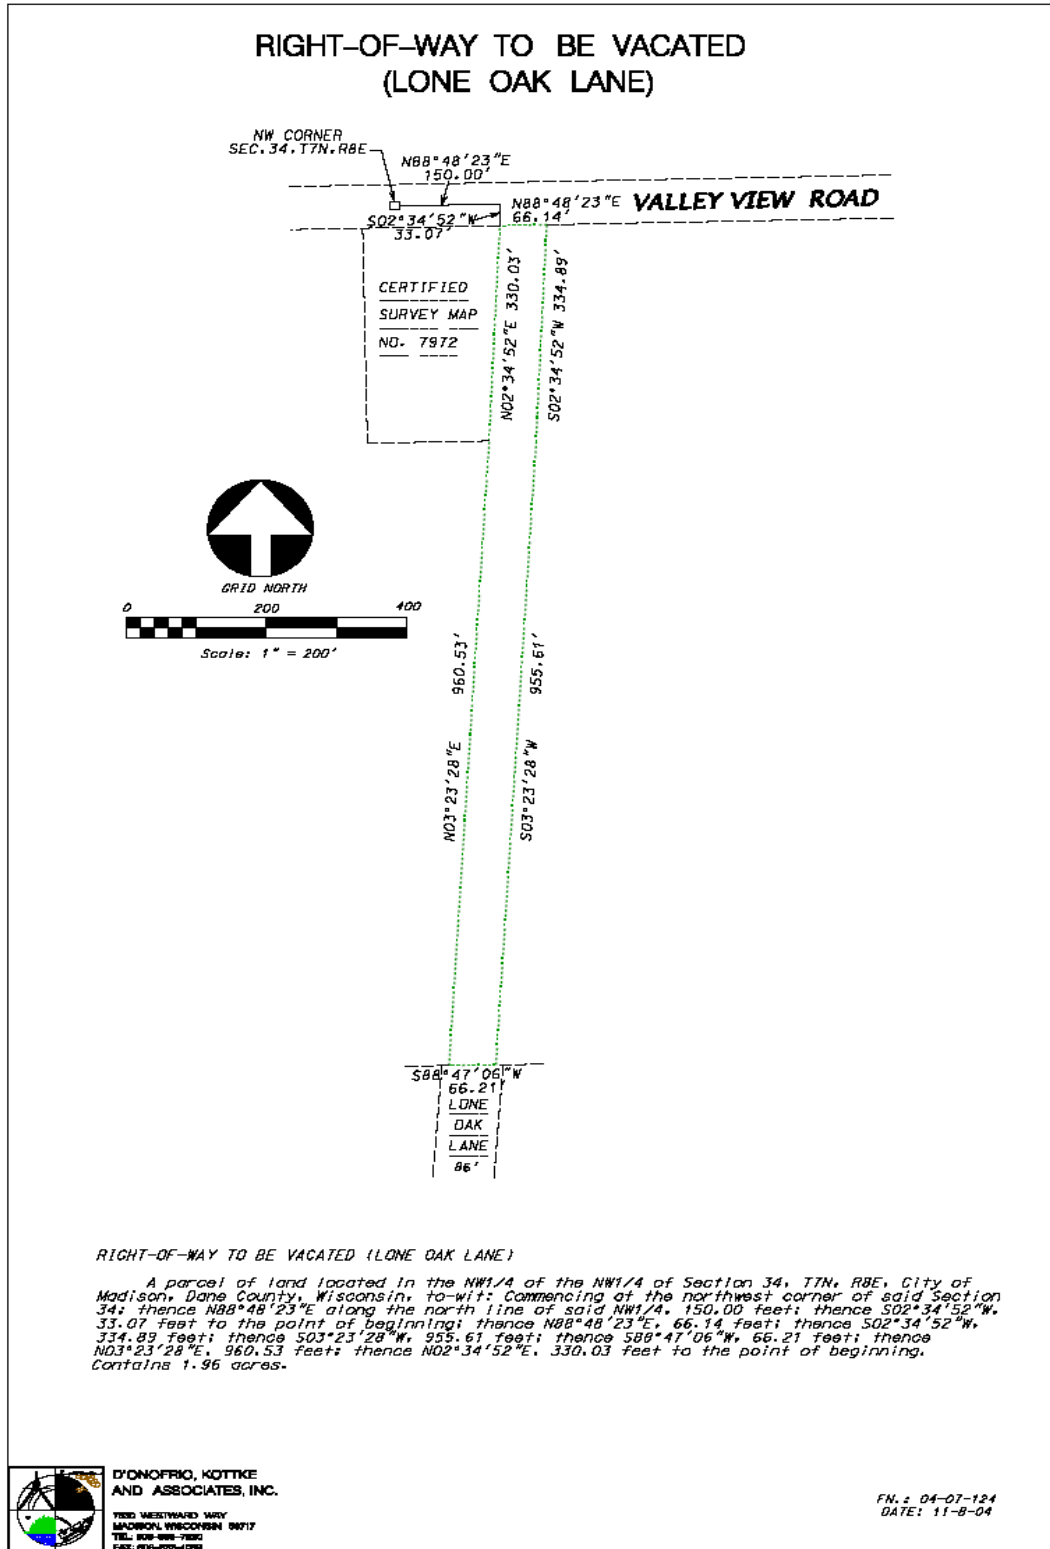 RIGHT-OF-WAY TO BE VACATED
(LONE OAK LANE)
NW CORNER
SEC.34,T7N,R8E
N88°48'23"E
150.00'
N88°48'23"E
66.14'
VALLEY VIEW ROAD
S02°34'52"W
33.07'
CERTIFIED
SURVEY MAP
NO. 7972
N02°34'52"E 330.03'
S02°34'52"W 334.89'
GRID NORTH
0 200 400
Scale: 1" = 200'
N03°23'28"E 960.53'
S03°23'28"W 955.61'
S88°47'06"W
66.21'
LONE
OAK
LANE
RIGHT-OF-WAY TO BE VACATED (LONE OAK LANE)
A parcel of land located in the NW1/4 of the NW1/4 of Section 34, T7N, R8E, City of
Madison, Dane County, Wisconsin, to-wit: Commencing at the northwest corner of said Section
34; thence N88°48'23"E along the north line of said NW1/4, 150.00 feet; thence S02°34'52"W,
33.07 feet to the point of beginning; thence N88°48'23"E, 66.14 feet; thence S02°34'52"W,
334.89 feet; thence S03°23'28"W, 955.61 feet; thence S88°47'06"W, 66.21 feet; thence
N03°23'28"E, 960.53 feet; thence N02°34'52"E, 330.03 feet to the point of beginning.
Contains 1.96 acres.
D'ONOFRIO, KOTTKE
AND ASSOCIATES, INC.
WESTWARD WAY
MADISON, WISCONSIN 53717
TEL:
FAX:
FN.: 04-07-124
DATE: 11-8-04